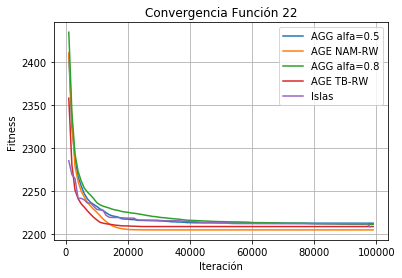 Convergencia Función 22
AGG alfa=0.5
AGE NAM-RW
AGG alfa=0.8
AGE TB-RW
Islas
2400
2350
2300
2250
2200
Fitness
0
20000
40000
60000
80000
100000
Iteración